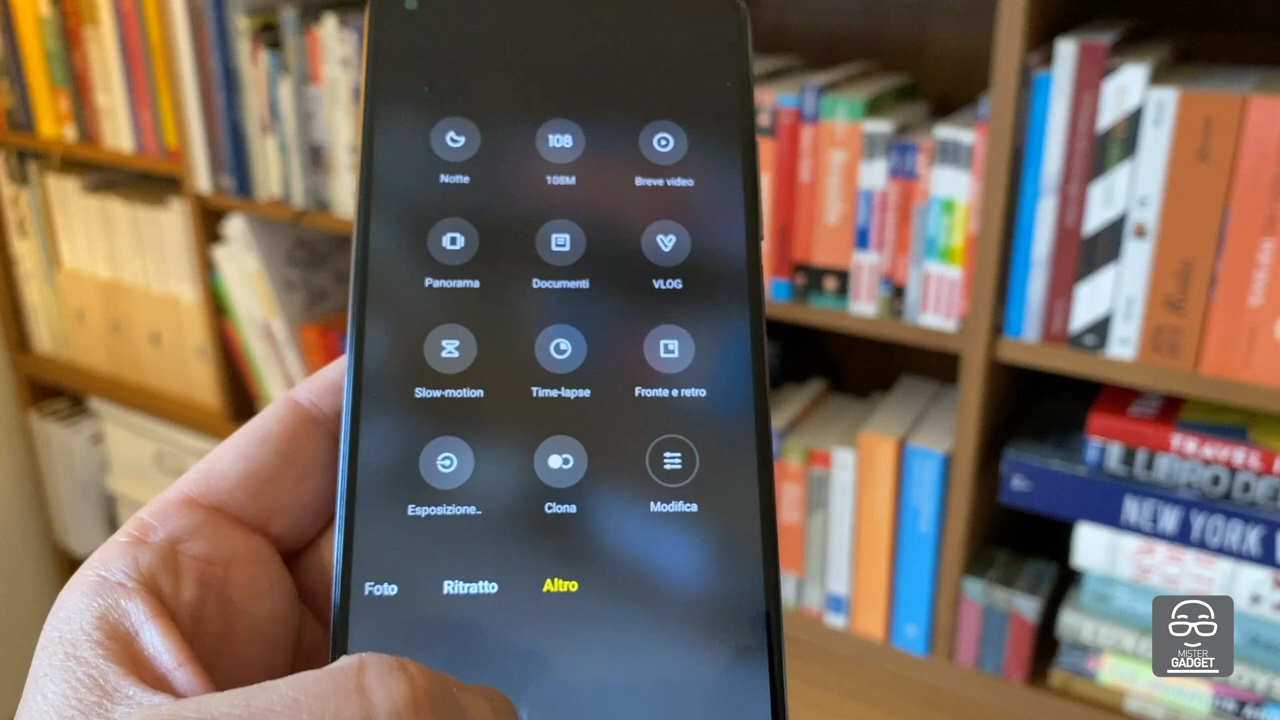 108
Notte
108M
Breve video
Panorama
Documenti
VLOG
Slow-motion
Time-lapse
Fronte e retro
Esposizione..
Clona
Modifica
Foto
Ritratto
Altro
TRAVEL
IL LIBRO DE
NEW YORK
MISTER
GADGET